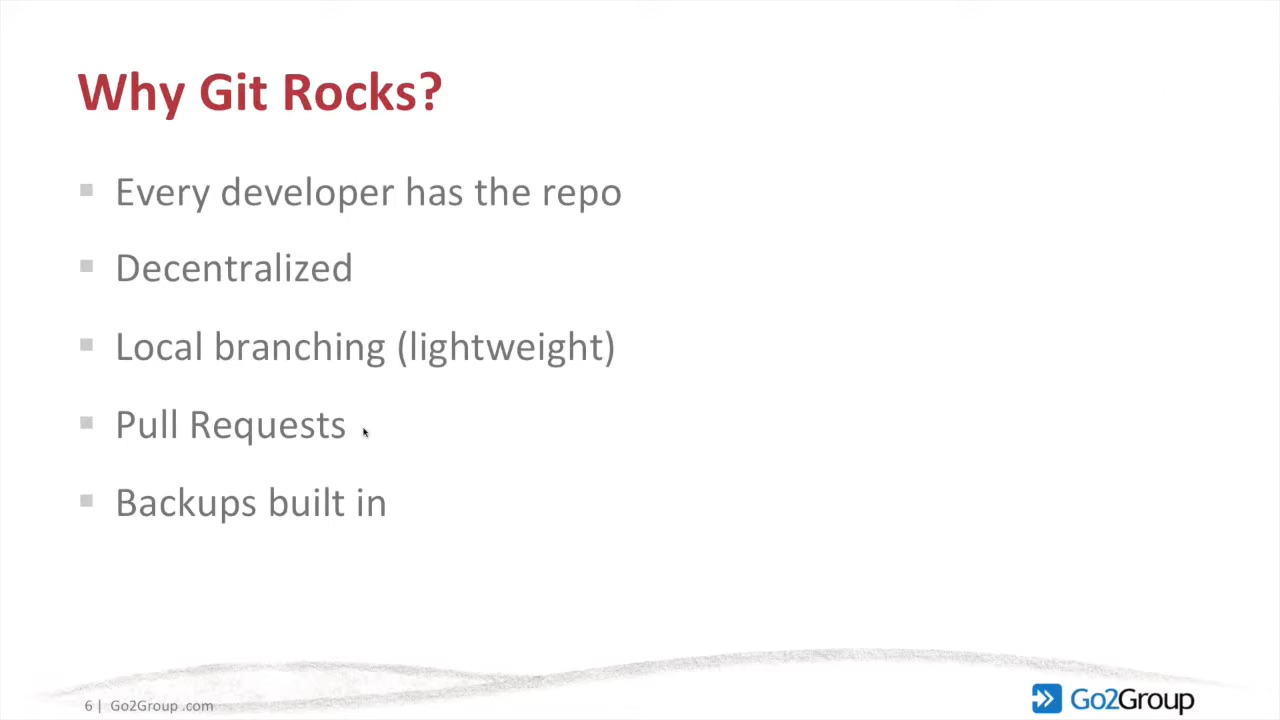 Why Git Rocks?
Every developer has the repo
Decentralized
Local branching (lightweight)
Pull Requests
Backups built in
6 | Go2Group .com
Go2Group